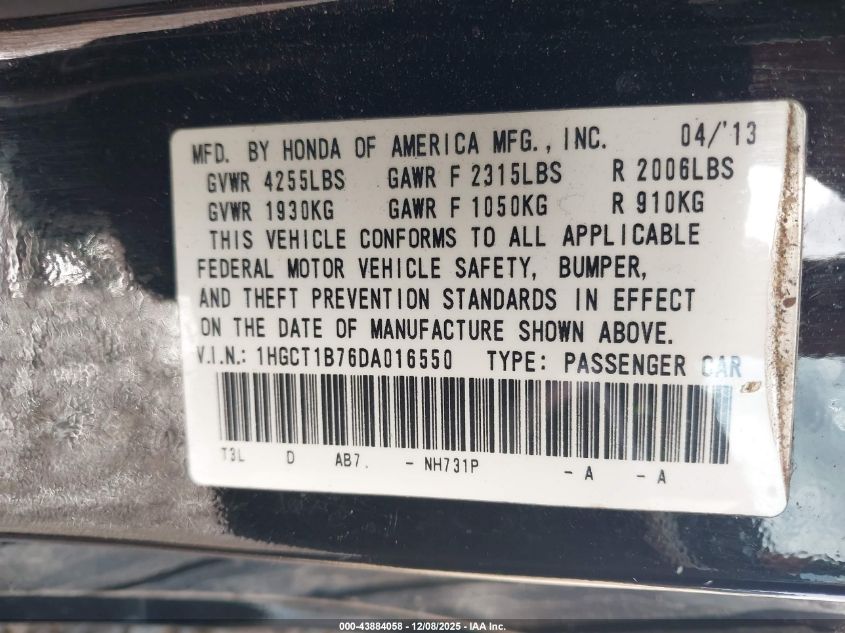 MFD. BY HONDA OF AMERICA MFG., INC. 04/'13
GVWR 4255LBS GAWR F 2315LBS R 2006LBS
GVWR 1930KG GAWR F 1050KG R 910KG
THIS VEHICLE CONFORMS TO ALL APPLICABLE
FEDERAL MOTOR VEHICLE SAFETY, BUMPER,
AND THEFT PREVENTION STANDARDS IN EFFECT
ON THE DATE OF MANUFACTURE SHOWN ABOVE.
V.I.N.: 1HGCT1B76DA016550 TYPE: PASSENGER CAR
T3L D AB7. - NH731P - A - A
000-43884058 - 12/08/2025 - IAA Inc.